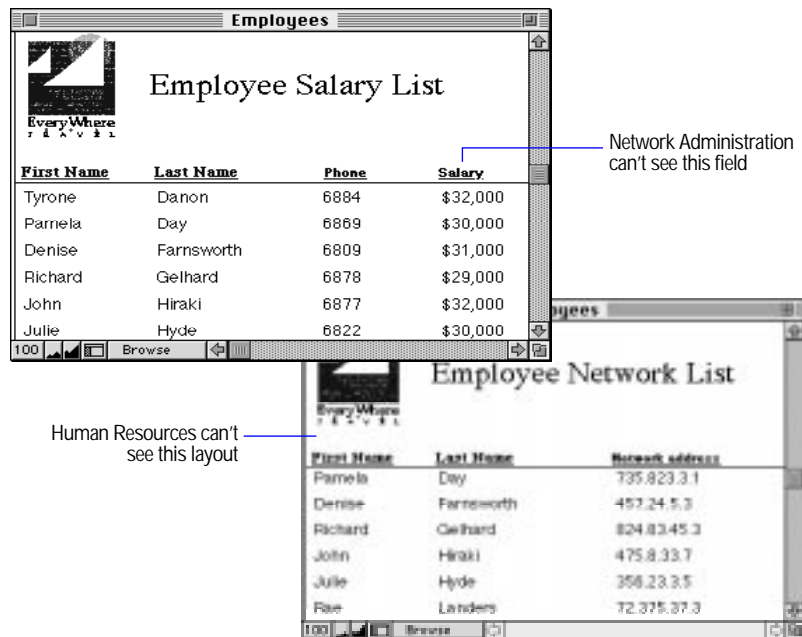 Employees
Employee Salary List
EveryWhere
First Name Last Name Phone Salary
Tyrone Danon 6884 $32,000
Pamela Day 6869 $30,000
Denise Farnsworth 6809 $31,000
Richard Gelhard 6878 $29,000
John Hiraki 6877 $32,000
Julie Hyde 6822 $30,000
100 Browse
Network Administration
can't see this field
Employee Network List
EveryWhere
Human Resources can't
see this layout
First Name Last Name Network address
Pamela Day 735.823.3.1
Denise Farnsworth 457.24.5.3
Richard Gelhard 824.83.45.3
John Hiraki 475.8.33.7
Julie Hyde 358.23.3.5
Rae Landers 72.375.37.3
100 Browse